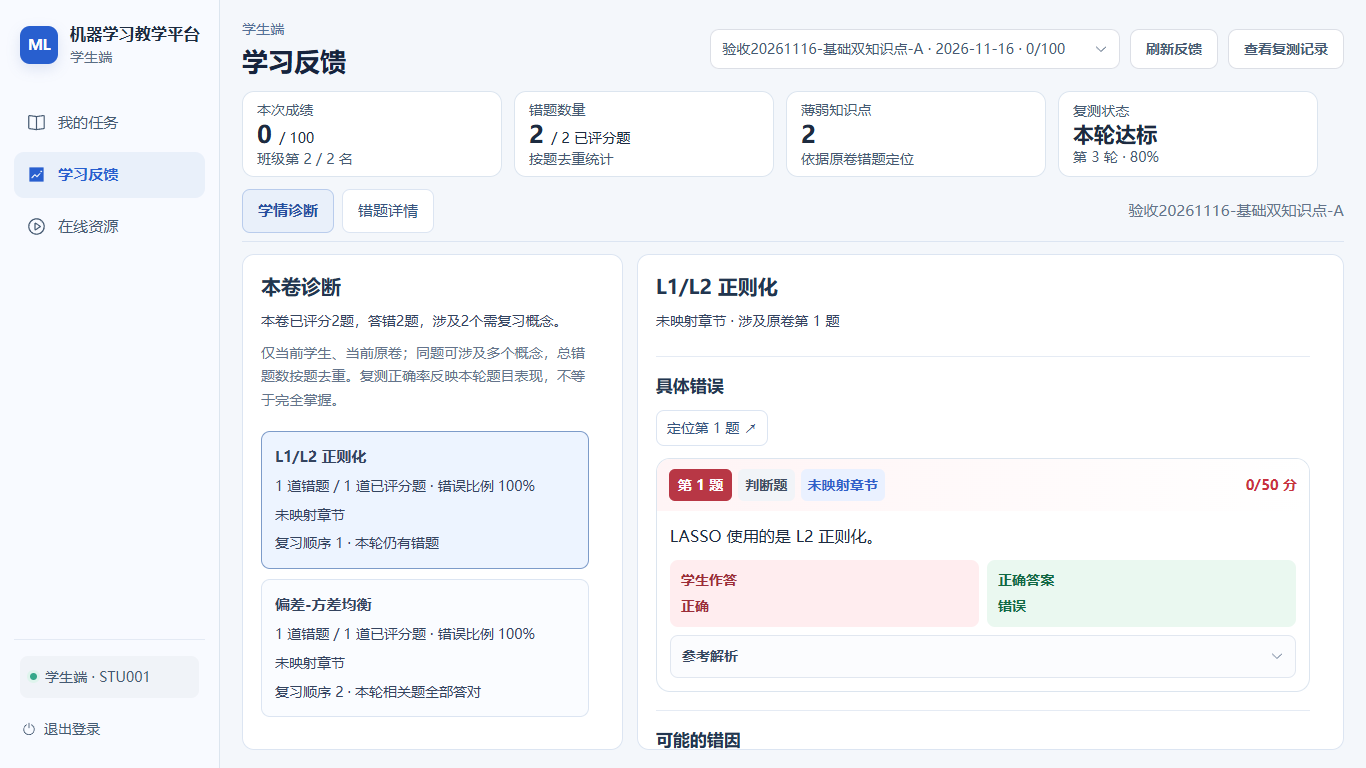 ML
机器学习教学平台
学生端
我的任务
学习反馈
在线资源
学生端 · STU001
退出登录
学生端
学习反馈
验收20261116-基础双知识点-A · 2026-11-16 · 0/100
刷新反馈
查看复测记录
本次成绩
0 / 100
班级第 2 / 2 名
错题数量
2 / 2 已评分题
按题去重统计
薄弱知识点
2
依据原卷错题定位
复测状态
本轮达标
第 3 轮 · 80%
学情诊断
错题详情
验收20261116-基础双知识点-A
本卷诊断
本卷已评分2题，答错2题，涉及2个需复习概念。
仅当前学生、当前原卷；同题可涉及多个概念，总错
题数按题去重。复测正确率反映本轮题目表现，不等
于完全掌握。
L1/L2 正则化
1 道错题 / 1 道已评分题 · 错误比例 100%
未映射章节
复习顺序 1 · 本轮仍有错题
偏差-方差均衡
1 道错题 / 1 道已评分题 · 错误比例 100%
未映射章节
复习顺序 2 · 本轮相关题全部答对
L1/L2 正则化
未映射章节 · 涉及原卷第 1 题
具体错误
定位第 1 题 ↗
第 1 题
判断题
未映射章节
0/50 分
LASSO 使用的是 L2 正则化。
学生作答
正确
正确答案
错误
参考解析
可能的错因